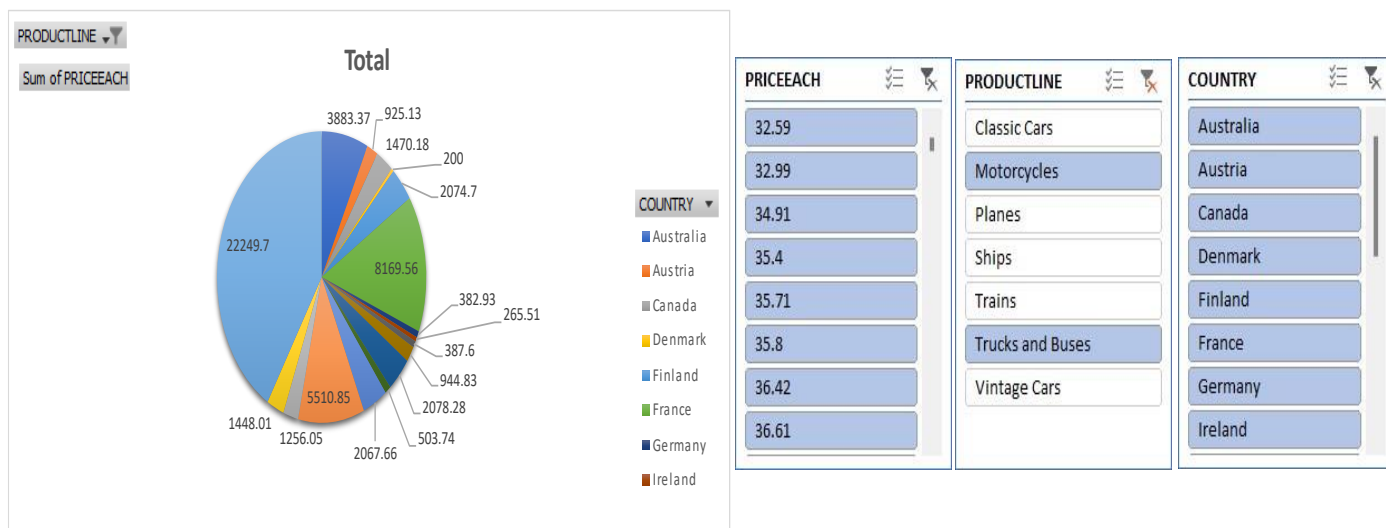 PRODUCTLINE
Sum of PRICEEACH
Total
3883.37
925.13
1470.18
200
2074.7
8169.56
382.93
265.51
387.6
944.83
2078.28
503.74
2067.66
5510.85
1256.05
1448.01
22249.7
COUNTRY
Australia
Austria
Canada
Denmark
Finland
France
Germany
Ireland
PRICEEACH
32.59
32.99
34.91
35.4
35.71
35.8
36.42
36.61
PRODUCTLINE
Classic Cars
Motorcycles
Planes
Ships
Trains
Trucks and Buses
Vintage Cars
COUNTRY
Australia
Austria
Canada
Denmark
Finland
France
Germany
Ireland